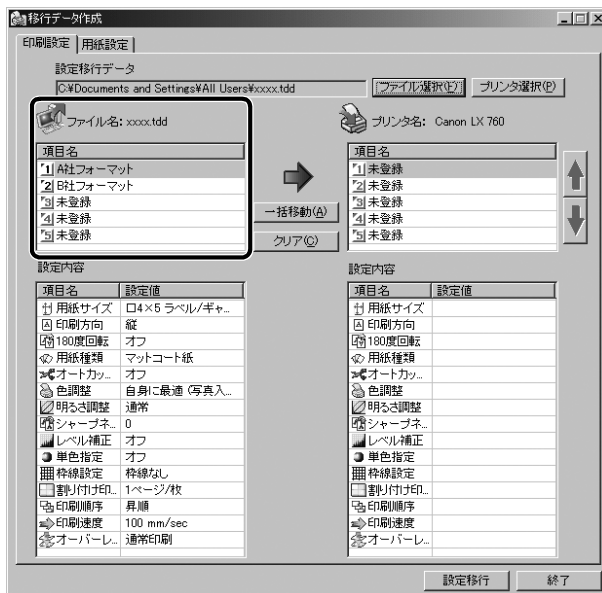 移行データ作成
印刷設定 用紙設定
設定移行データ
C:¥Documents and Settings¥All Users¥xxxx.tdd ファイル選択(F) プリンタ選択(P)
ファイル名: xxxx.tdd プリンタ名: Canon LX 760
項目名 項目名
1 A社フォーマット 1 未登録
2 B社フォーマット 2 未登録
3 未登録 3 未登録
4 未登録 4 未登録
5 未登録 5 未登録
一括移動(A)
クリア(C)
設定内容 設定内容
項目名 設定値 項目名 設定値
用紙サイズ ロ4×5 ラベル/ギャ... 用紙サイズ
印刷方向 縦 印刷方向
180度回転 オフ 180度回転
用紙種類 マットコート紙 用紙種類
オートカッ... オフ オートカッ...
色調整 自身に最適 (写真入... 色調整
明るさ調整 通常 明るさ調整
シャープネ... 0 シャープネ...
レベル補正 オフ レベル補正
単色指定 オフ 単色指定
枠線設定 枠線なし 枠線設定
割り付け印... 1ページ/枚 割り付け印...
印刷順序 昇順 印刷順序
印刷速度 100 mm/sec 印刷速度
オーバーレ... 通常印刷 オーバーレ...
設定移行 終了